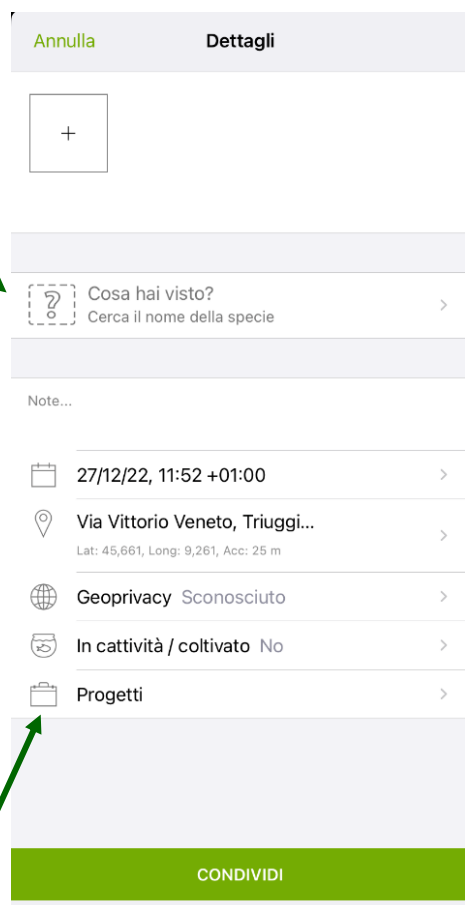 Annulla Dettagli
+
Cosa hai visto?
Cerca il nome della specie
Note...
27/12/22, 11:52 +01:00
Via Vittorio Veneto, Triuggi...
Lat: 45,661, Long: 9,261, Acc: 25 m
Geoprivacy Sconosciuto
In cattività / coltivato No
Progetti
CONDIVIDI